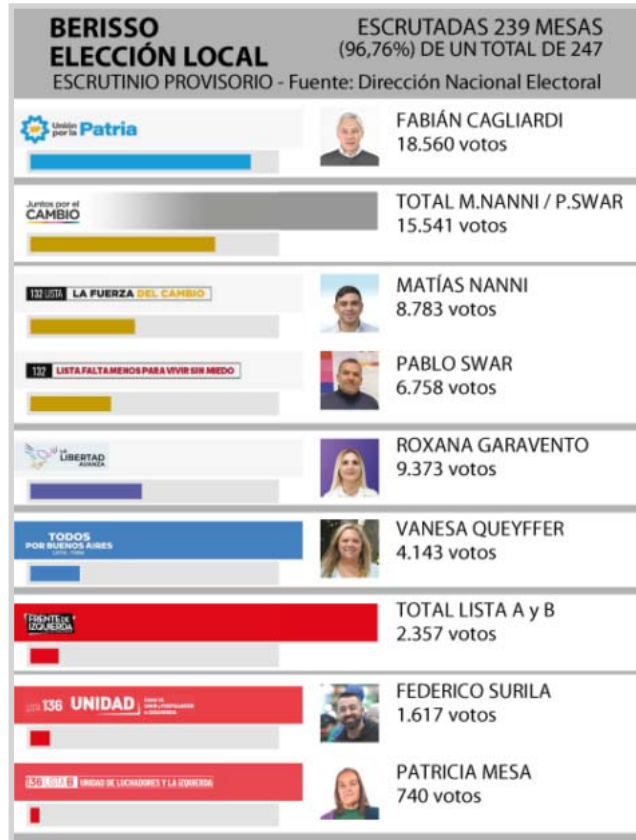 BERISSO
ELECCIÓN LOCAL
ESCRUTADAS 239 MESAS
(96,76%) DE UN TOTAL DE 247
ESCRUTINIO PROVISORIO - Fuente: Dirección Nacional Electoral
Unión por la Patria
FABIÁN CAGLIARDI
18.560 votos
Juntos por el
CAMBIO
TOTAL M.NANNI / P.SWAR
15.541 votos
132 LISTA LA FUERZA DEL CAMBIO
MATÍAS NANNI
8.783 votos
132 LISTA FALTA MENOS PARA VIVIR SIN MIEDO
PABLO SWAR
6.758 votos
LA
LIBERTAD
AVANZA
ROXANA GARAVENTO
9.373 votos
TODOS
POR BUENOS AIRES
VANESA QUEYFFER
4.143 votos
FRENTE DE
IZQUIERDA
TOTAL LISTA A y B
2.357 votos
136 UNIDAD
FEDERICO SURILA
1.617 votos
136 LISTA B UNIDAD DE LUCHADORES Y LA IZQUIERDA
PATRICIA MESA
740 votos